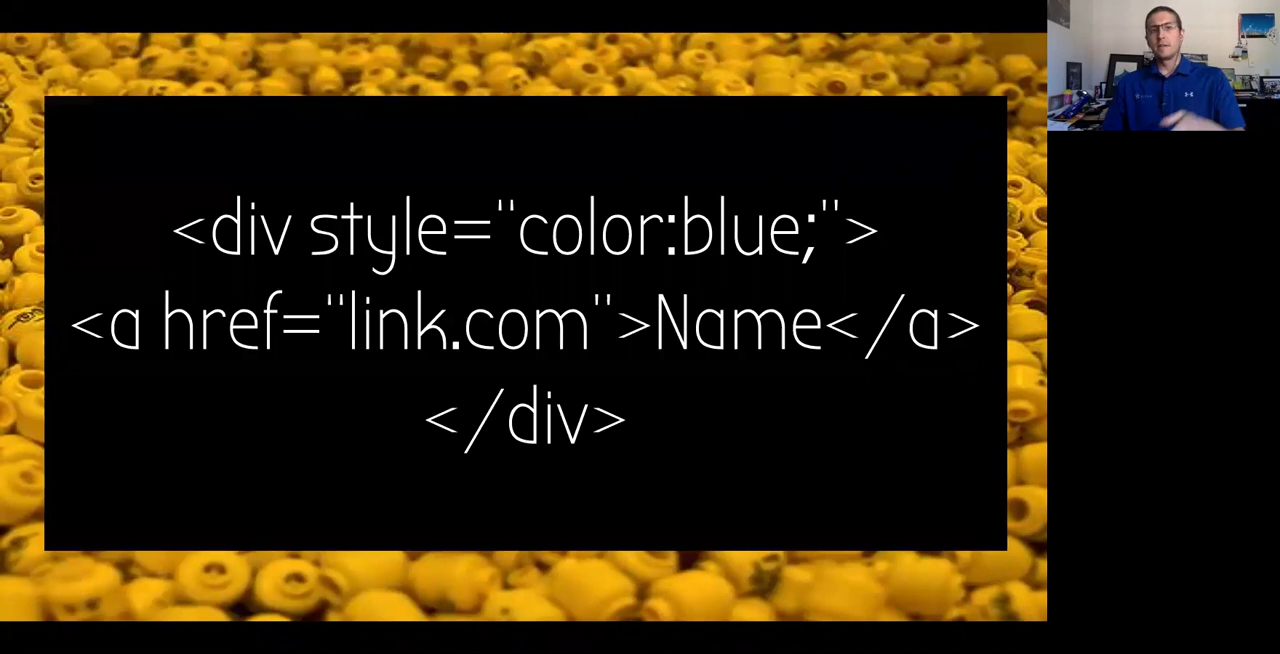 <div style="color:blue;">
<a href="link.com">Name</a>
</div>